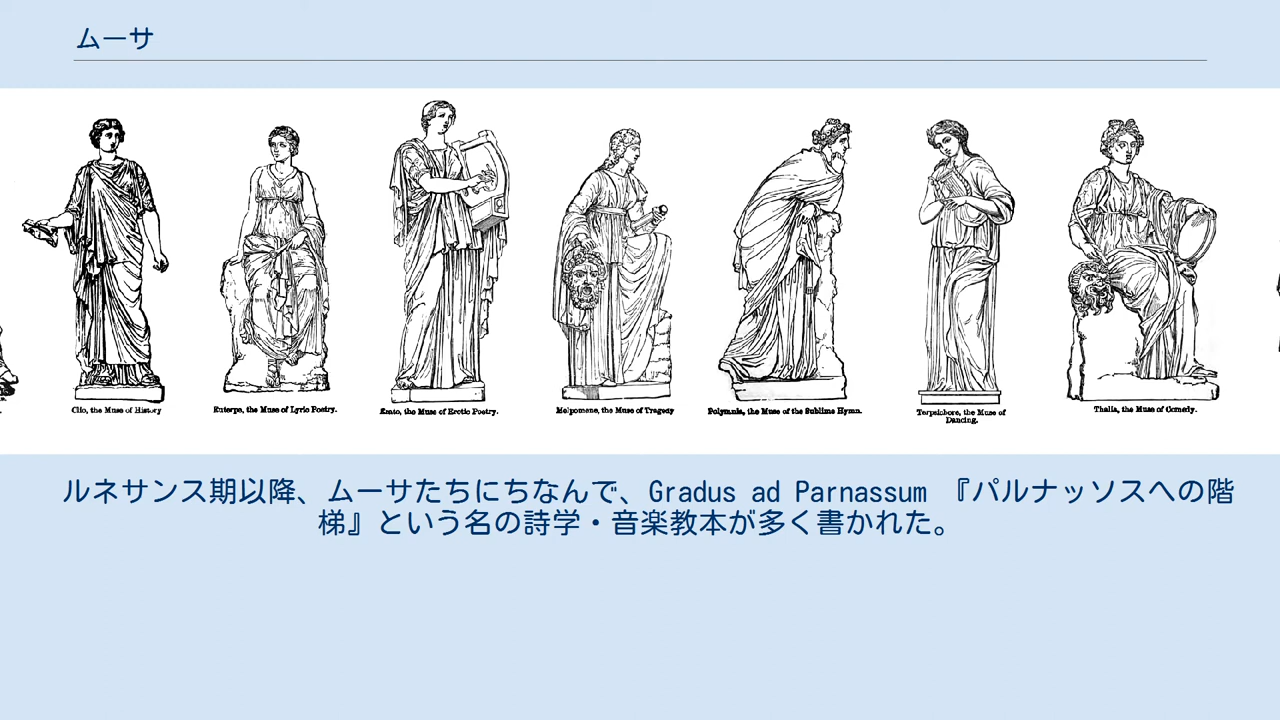 ムーサ
Clio, the Muse of History
Euterpe, the Muse of Lyric Poetry.
Erato, the Muse of Erotic Poetry.
Melpomene, the Muse of Tragedy
Polymnia, the Muse of the Sublime Hymn.
Terpsichore, the Muse of
Dancing.
Thalia, the Muse of Comedy.
ルネサンス期以降、ムーサたちにちなんで、Gradus ad Parnassum 『パルナッソスへの階
梯』という名の詩学・音楽教本が多く書かれた。